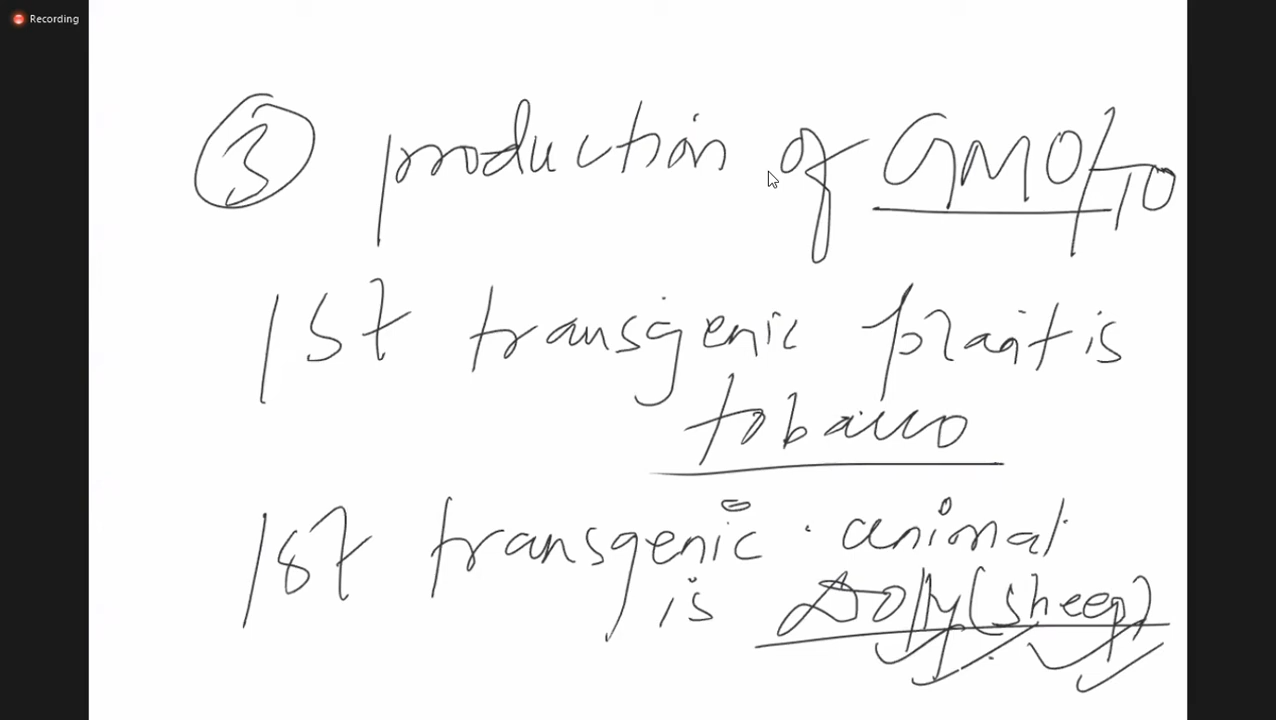 Recording
③ production of GMO/TO
1st transgenic plant is
tobacco
1st transgenic animal
is Dolly (sheep)